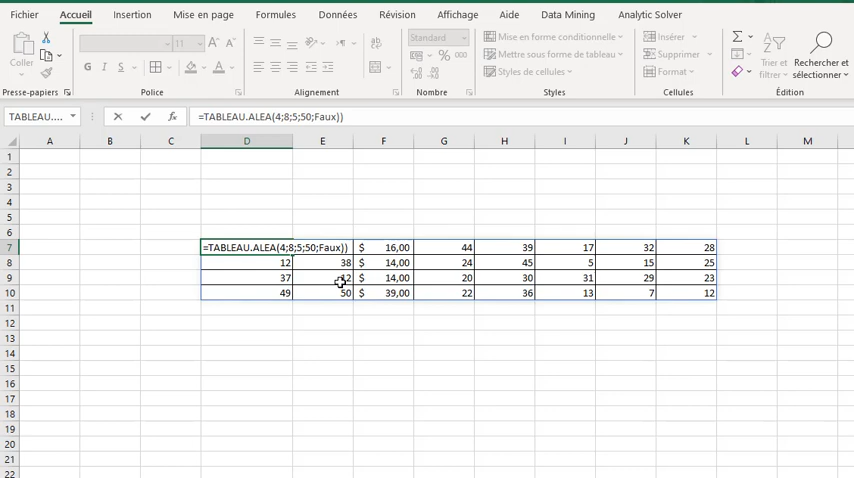 Fichier Accueil Insertion Mise en page Formules Données Révision Affichage Aide Data Mining Analytic Solver
11 A A ab Standard Mise en forme conditionnelle Insérer Σ
Coller Mettre sous forme de tableau Supprimer Trier et Rechercher et
G I S A % 000 Styles de cellules Format filtrer sélectionner
Presse-papiers Police Alignement Nombre Styles Cellules Édition
TABLEAU.... fx =TABLEAU.ALEA(4;8;5;50;Faux))
A B C D E F G H I J K L M
1
2
3
4
5
6
7 =TABLEAU.ALEA(4;8;5;50;Faux)) $ 16,00 44 39 17 32 28
8 12 38 $ 14,00 24 45 5 15 25
9 37 12 $ 14,00 20 30 31 29 23
10 49 50 $ 39,00 22 36 13 7 12
11
12
13
14
15
16
17
18
19
20
21
22